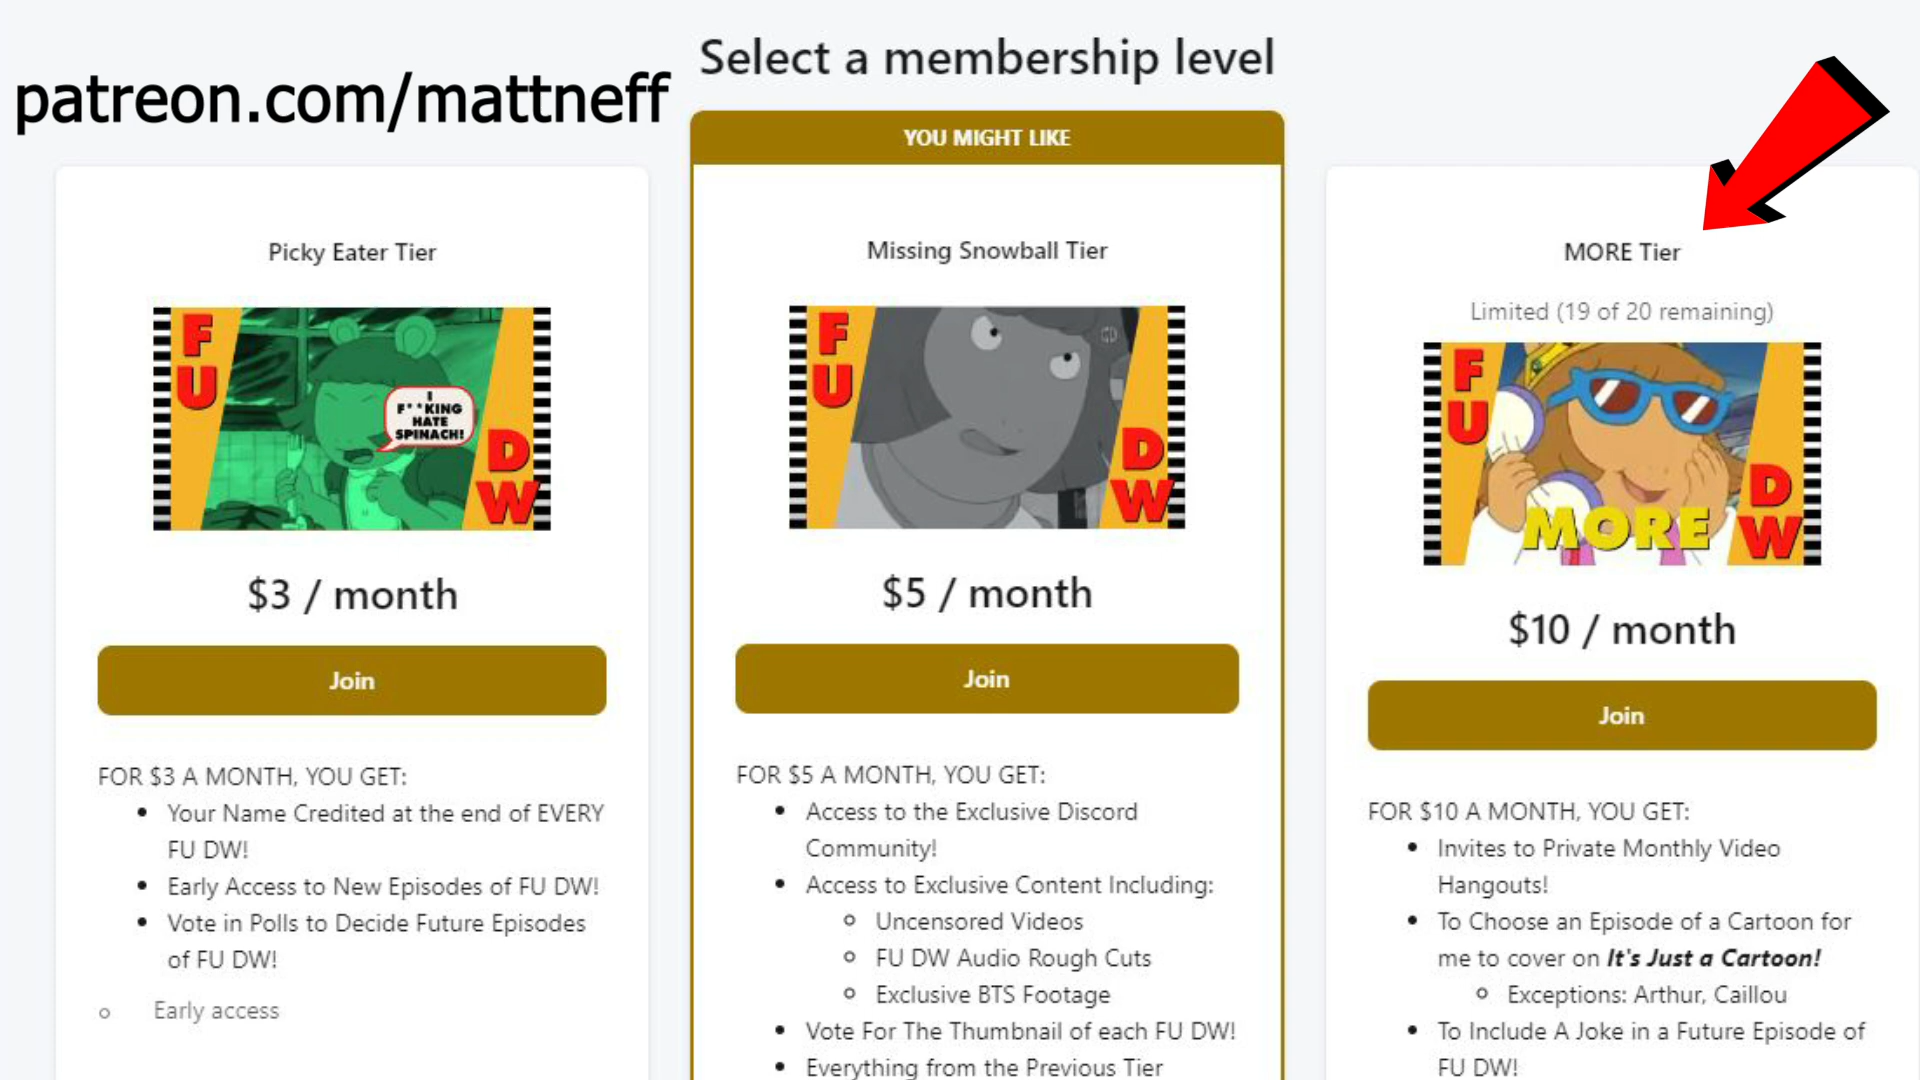 Select a membership level
patreon.com/mattneff
YOU MIGHT LIKE
Picky Eater Tier
F
U
I
F**KING
HATE
SPINACH!
D
W
$3 / month
Join
FOR $3 A MONTH, YOU GET:
• Your Name Credited at the end of EVERY
FU DW!
• Early Access to New Episodes of FU DW!
• Vote in Polls to Decide Future Episodes
of FU DW!
○ Early access
Missing Snowball Tier
F
U
D
W
$5 / month
Join
FOR $5 A MONTH, YOU GET:
• Access to the Exclusive Discord
Community!
• Access to Exclusive Content Including:
○ Uncensored Videos
○ FU DW Audio Rough Cuts
○ Exclusive BTS Footage
• Vote For The Thumbnail of each FU DW!
• Everything from the Previous Tier
MORE Tier
Limited (19 of 20 remaining)
F
U
MORE
D
W
$10 / month
Join
FOR $10 A MONTH, YOU GET:
• Invites to Private Monthly Video
Hangouts!
• To Choose an Episode of a Cartoon for
me to cover on It's Just a Cartoon!
○ Exceptions: Arthur, Caillou
• To Include A Joke in a Future Episode of
FU DW!